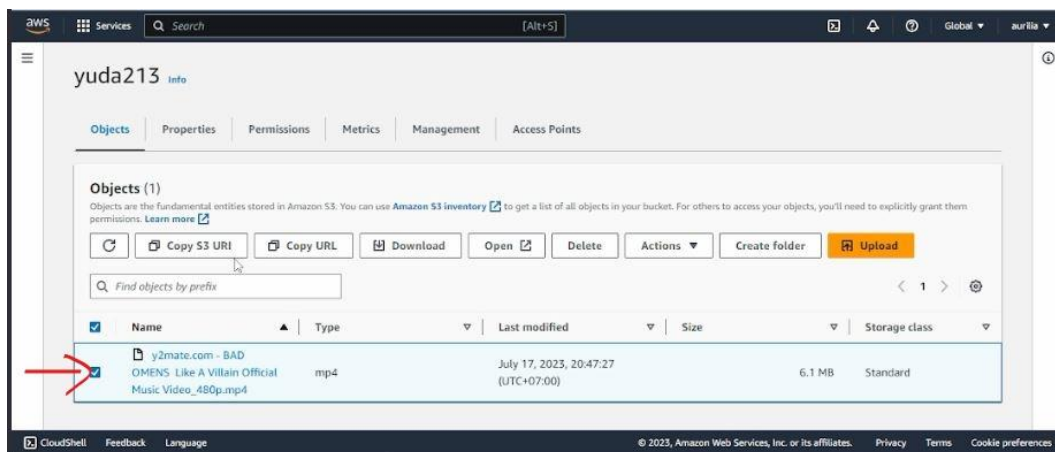 aws Services Search [Alt+S] Global aurilia
yuda213 Info
Objects Properties Permissions Metrics Management Access Points
Objects (1)
Objects are the fundamental entities stored in Amazon S3. You can use Amazon S3 inventory to get a list of all objects in your bucket. For others to access your objects, you'll need to explicitly grant them
permissions. Learn more
Copy S3 URI Copy URL Download Open Delete Actions Create folder Upload
Find objects by prefix 1
Name Type Last modified Size Storage class
y2mate.com - BAD
OMENS Like A Villain Official
Music Video_480p.mp4
mp4
July 17, 2023, 20:47:27
(UTC+07:00)
6.1 MB
Standard
CloudShell Feedback Language © 2023, Amazon Web Services, Inc. or its affiliates. Privacy Terms Cookie preferences